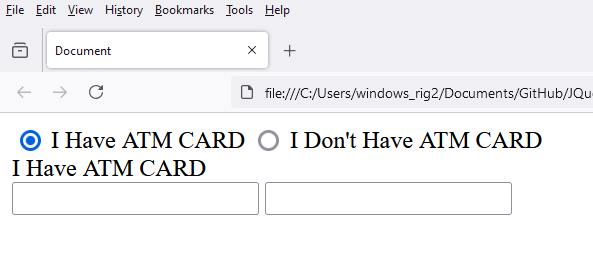 File Edit View History Bookmarks Tools Help
Document
file:///C:/Users/windows_rig2/Documents/GitHub/JQu
I Have ATM CARD I Don't Have ATM CARD
I Have ATM CARD